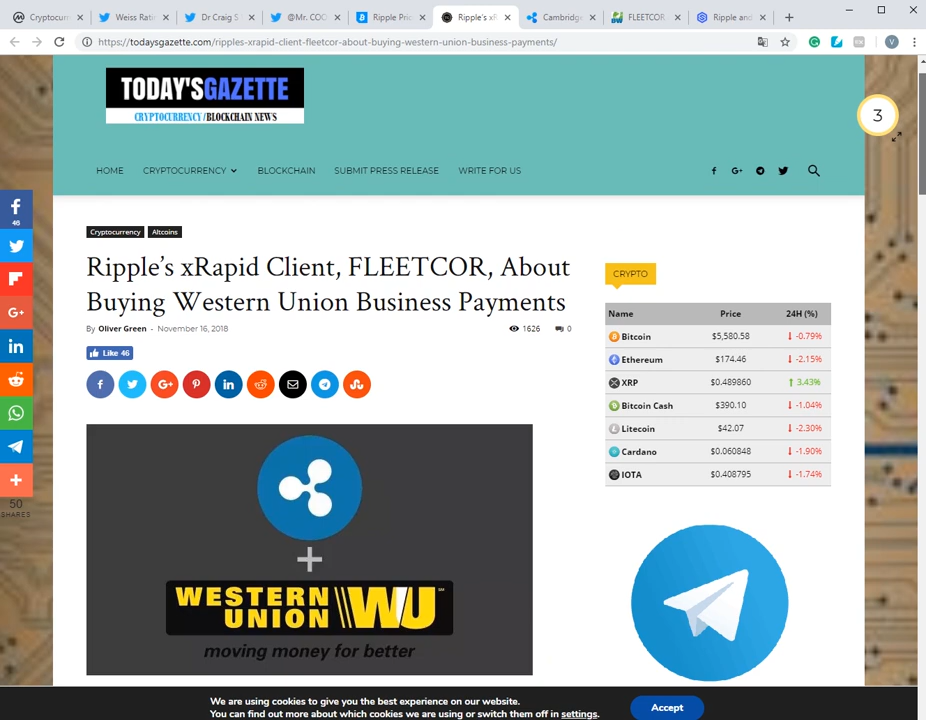 Cryptocurr
Weiss Ratin
Dr Craig S
@Mr. COD
Ripple Pric
Ripple's xR
Cambridge
FLEETCOR
Ripple and
https://todaysgazette.com/ripples-xrapid-client-fleetcor-about-buying-western-union-business-payments/
TODAY'SGAZETTE
CRYPTOCURRENCY/BLOCKCHAIN NEWS
3
HOME CRYPTOCURRENCY BLOCKCHAIN SUBMIT PRESS RELEASE WRITE FOR US
46
50
SHARES
Cryptocurrency Altcoins
Ripple's xRapid Client, FLEETCOR, About
Buying Western Union Business Payments
By Oliver Green - November 16, 2018 1626 0
Like 46
WESTERN
UNION WU
moving money for better
CRYPTO
Name Price 24H (%)
Bitcoin $5,580.58 -0.79%
Ethereum $174.46 -2.15%
XRP $0.489860 3.43%
Bitcoin Cash $390.10 -1.04%
Litecoin $42.07 -2.30%
Cardano $0.060848 -1.90%
IOTA $0.408795 -1.74%
We are using cookies to give you the best experience on our website.
You can find out more about which cookies we are using or switch them off in settings.
Accept